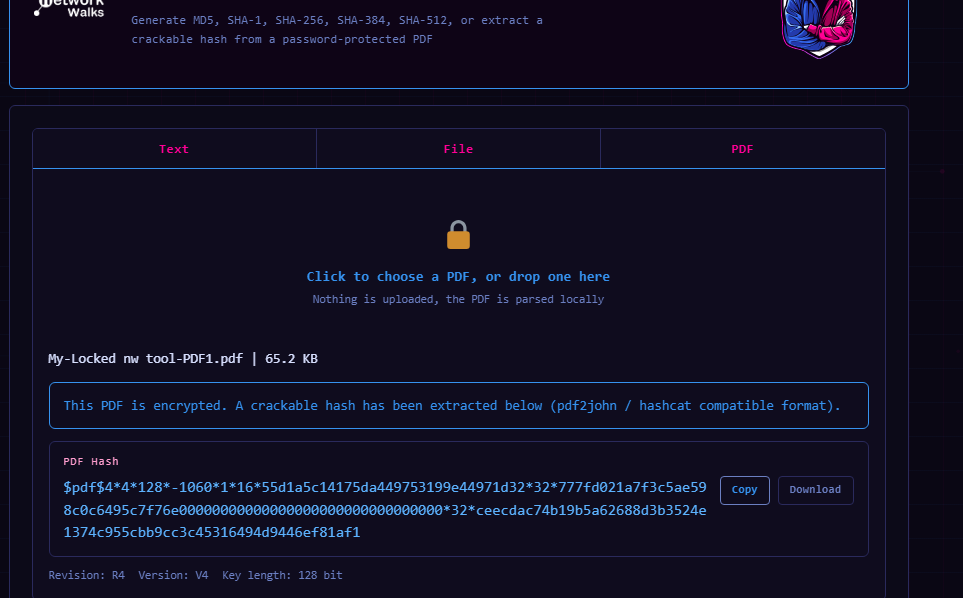 Network
Walks
Generate MD5, SHA-1, SHA-256, SHA-384, SHA-512, or extract a
crackable hash from a password-protected PDF
Text File PDF
Click to choose a PDF, or drop one here
Nothing is uploaded, the PDF is parsed locally
My-Locked nw tool-PDF1.pdf | 65.2 KB
This PDF is encrypted. A crackable hash has been extracted below (pdf2john / hashcat compatible format).
PDF Hash
$pdf$4*4*128*-1060*1*16*55d1a5c14175da449753199e44971d32*32*777fd021a7f3c5ae59
8c0c6495c7f76e00000000000000000000000000000000*32*ceecdac74b19b5a62688d3b3524e
1374c955cbb9cc3c45316494d9446ef81af1
Copy Download
Revision: R4 Version: V4 Key length: 128 bit